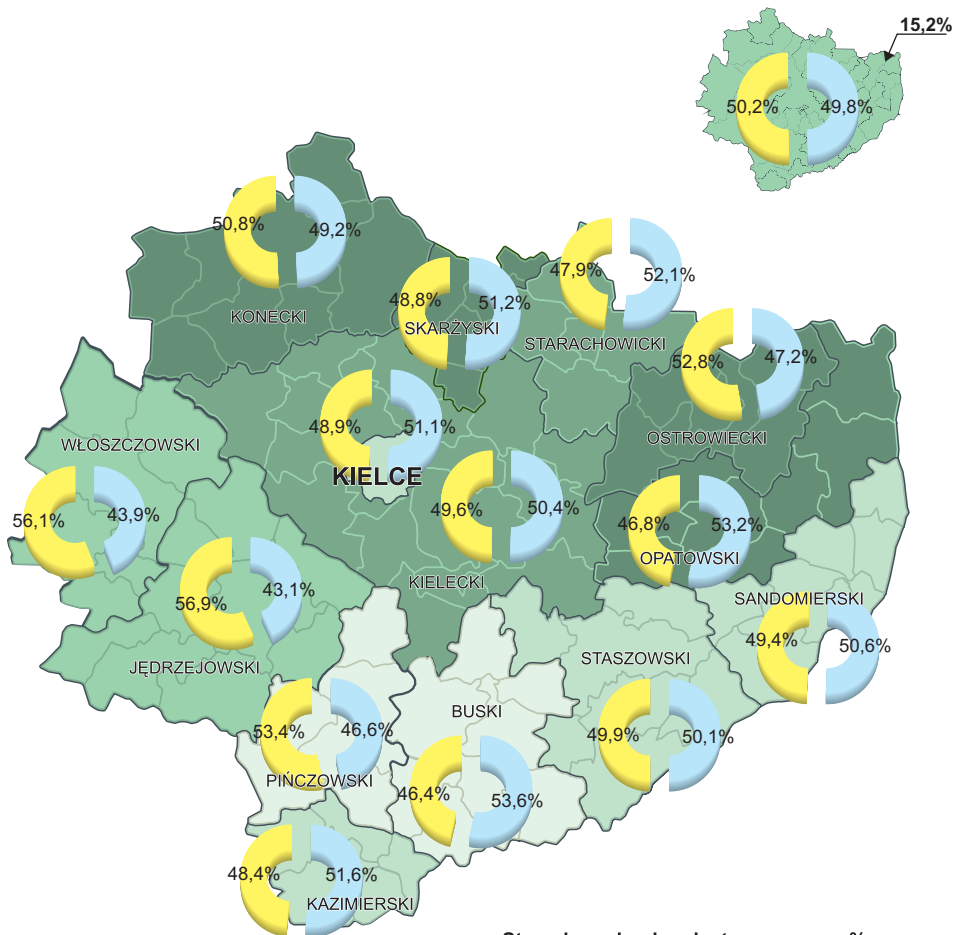 15,2%
50,2% 49,8%
50,8% 49,2%
KONECKI
48,8% 51,2%
SKARŻYSKI
47,9% 52,1%
STARACHOWICKI
52,8% 47,2%
OSTROWIECKI
48,9% 51,1%
KIELCE
WŁOSZCZOWSKI
56,1% 43,9%
49,6% 50,4%
KIELECKI
46,8% 53,2%
OPATOWSKI
56,9% 43,1%
JĘDRZEJOWSKI
SANDOMIERSKI
49,4% 50,6%
STASZOWSKI
49,9% 50,1%
53,4% 46,6%
PIŃCZOWSKI
BUSKI
46,4% 53,6%
48,4% 51,6%
KAZIMIERSKI